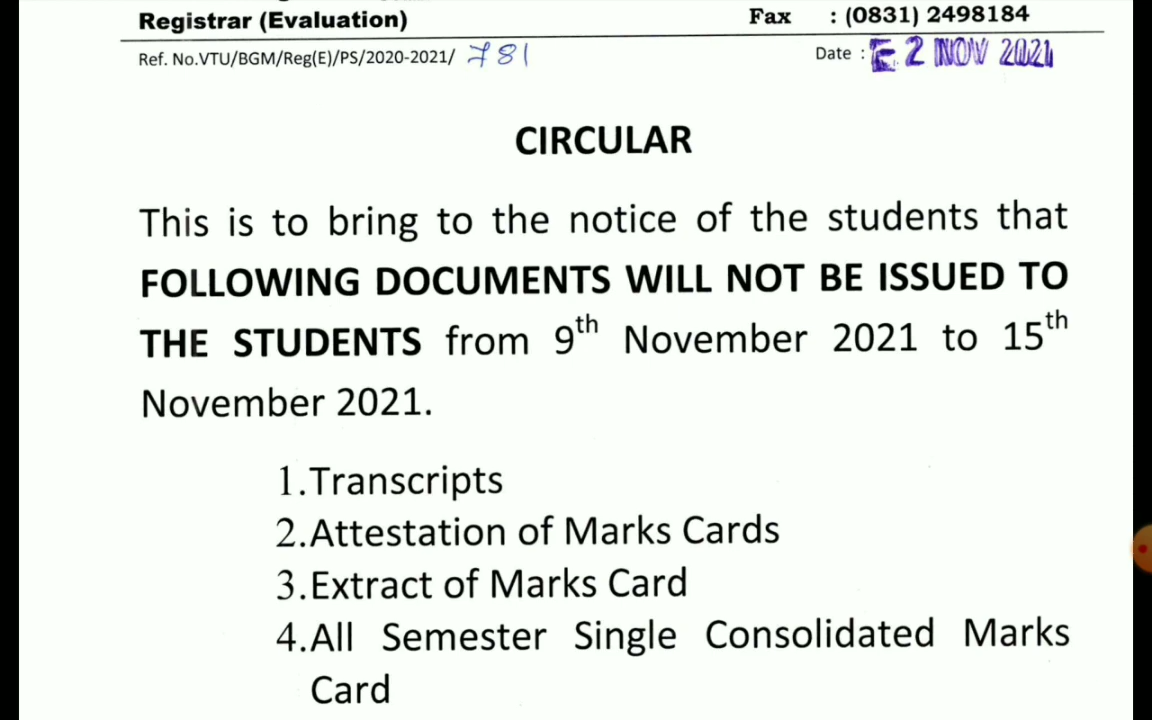 Registrar (Evaluation) Fax : (0831) 2498184
Ref. No.VTU/BGM/Reg(E)/PS/2020-2021/ 781 Date : 2 NOV 2021
CIRCULAR
This is to bring to the notice of the students that
FOLLOWING DOCUMENTS WILL NOT BE ISSUED TO
THE STUDENTS from 9th November 2021 to 15th
November 2021.
1.Transcripts
2.Attestation of Marks Cards
3.Extract of Marks Card
4.All Semester Single Consolidated Marks
Card